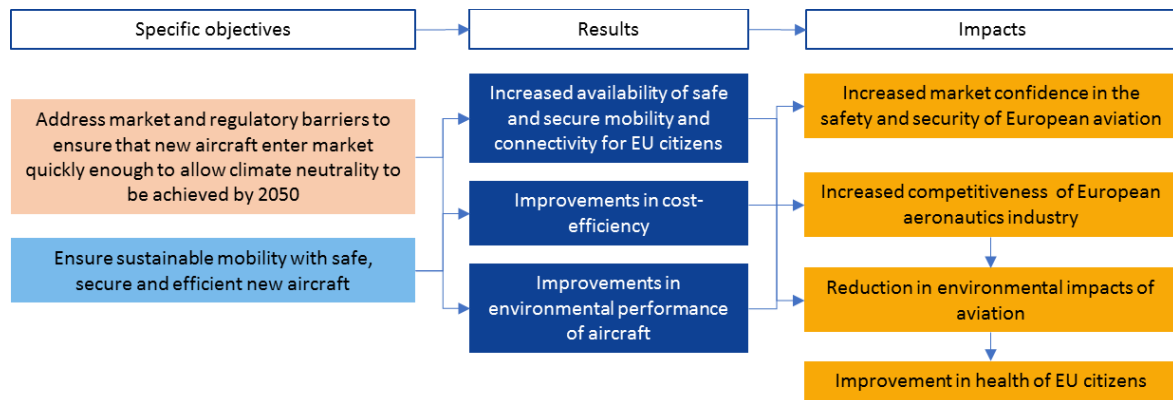 Specific objectives
Results
Impacts
Address market and regulatory barriers to
ensure that new aircraft enter market
quickly enough to allow climate neutrality to
be achieved by 2050
Ensure sustainable mobility with safe,
secure and efficient new aircraft
Increased availability of safe
and secure mobility and
connectivity for EU citizens
Improvements in cost-
efficiency
Improvements in
environmental performance
of aircraft
Increased market confidence in the
safety and security of European aviation
Increased competitiveness of European
aeronautics industry
Reduction in environmental impacts of
aviation
Improvement in health of EU citizens